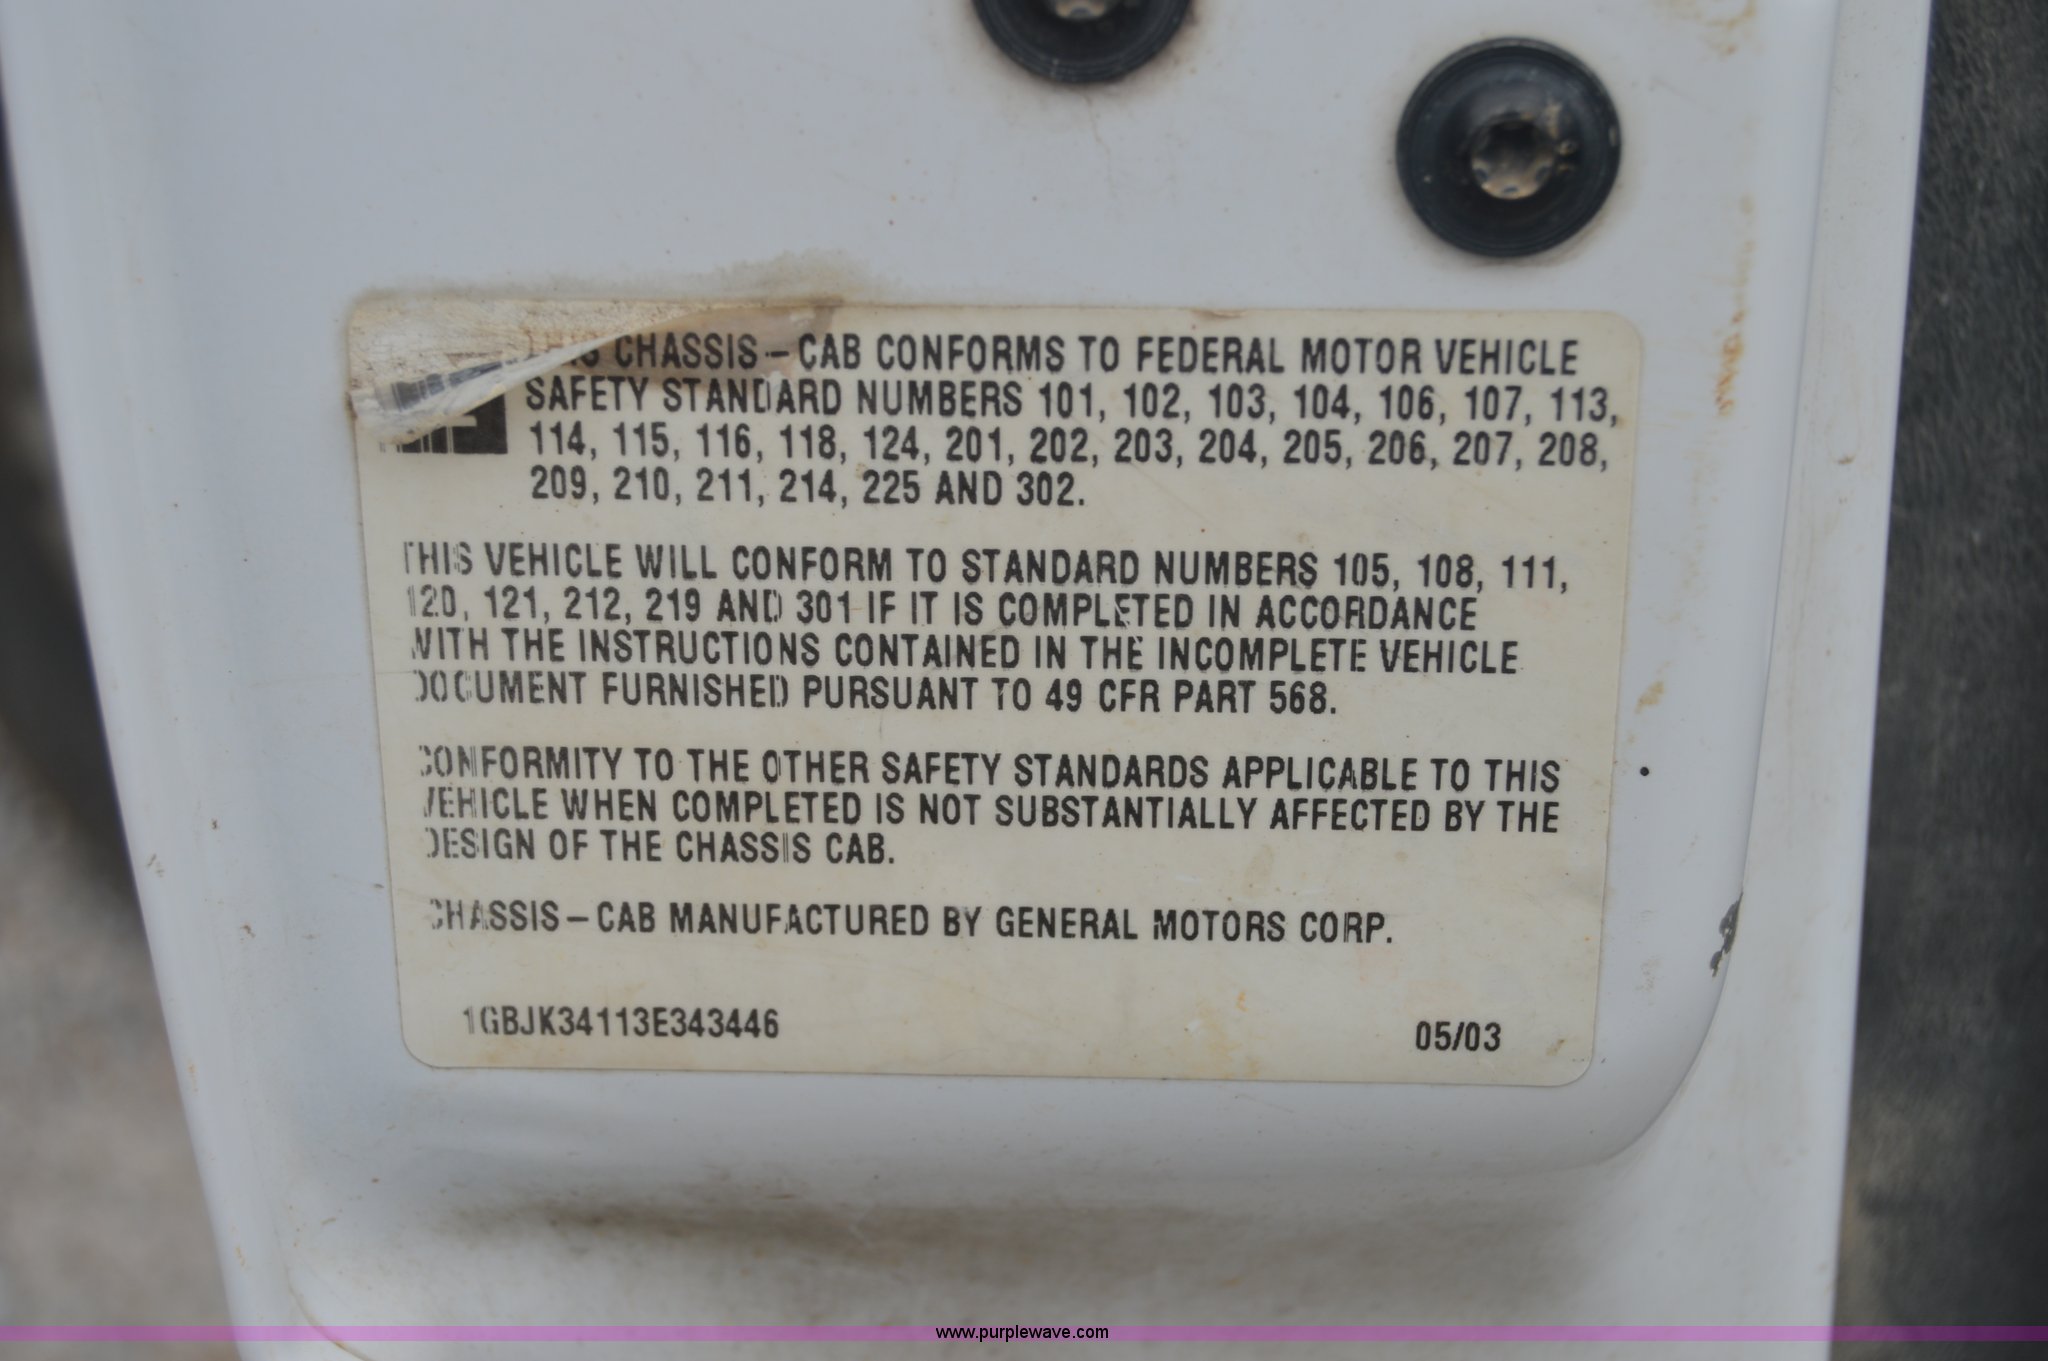 THIS CHASSIS – CAB CONFORMS TO FEDERAL MOTOR VEHICLE
SAFETY STANDARD NUMBERS 101, 102, 103, 104, 106, 107, 113,
114, 115, 116, 118, 124, 201, 202, 203, 204, 205, 206, 207, 208,
209, 210, 211, 214, 225 AND 302.
THIS VEHICLE WILL CONFORM TO STANDARD NUMBERS 105, 108, 111,
120, 121, 212, 219 AND 301 IF IT IS COMPLETED IN ACCORDANCE
WITH THE INSTRUCTIONS CONTAINED IN THE INCOMPLETE VEHICLE
DOCUMENT FURNISHED PURSUANT TO 49 CFR PART 568.
CONFORMITY TO THE OTHER SAFETY STANDARDS APPLICABLE TO THIS
VEHICLE WHEN COMPLETED IS NOT SUBSTANTIALLY AFFECTED BY THE
DESIGN OF THE CHASSIS CAB.
CHASSIS – CAB MANUFACTURED BY GENERAL MOTORS CORP.
1GBJK34113E343446 05/03
www.purplewave.com